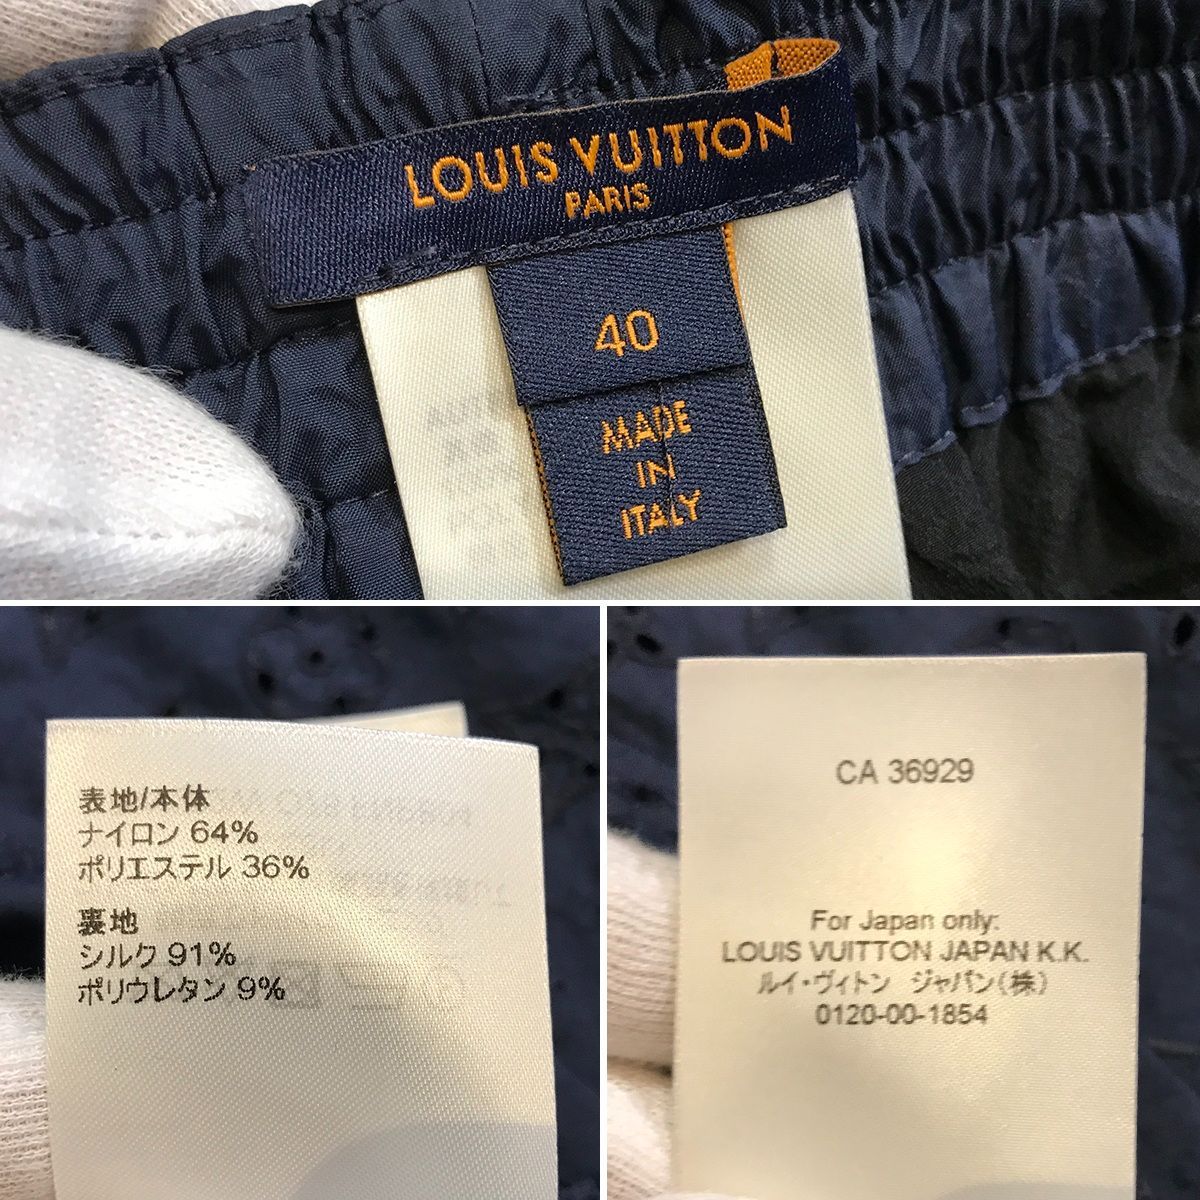 LOUIS VUITTON
PARIS
40
MADE
IN
ITALY
表地/本体
ナイロン 64%
ポリエステル 36%
裏地
シルク 91%
ポリウレタン 9%
CA 36929
For Japan only:
LOUIS VUITTON JAPAN K.K.
ルイ・ヴィトン ジャパン(株)
0120-00-1854